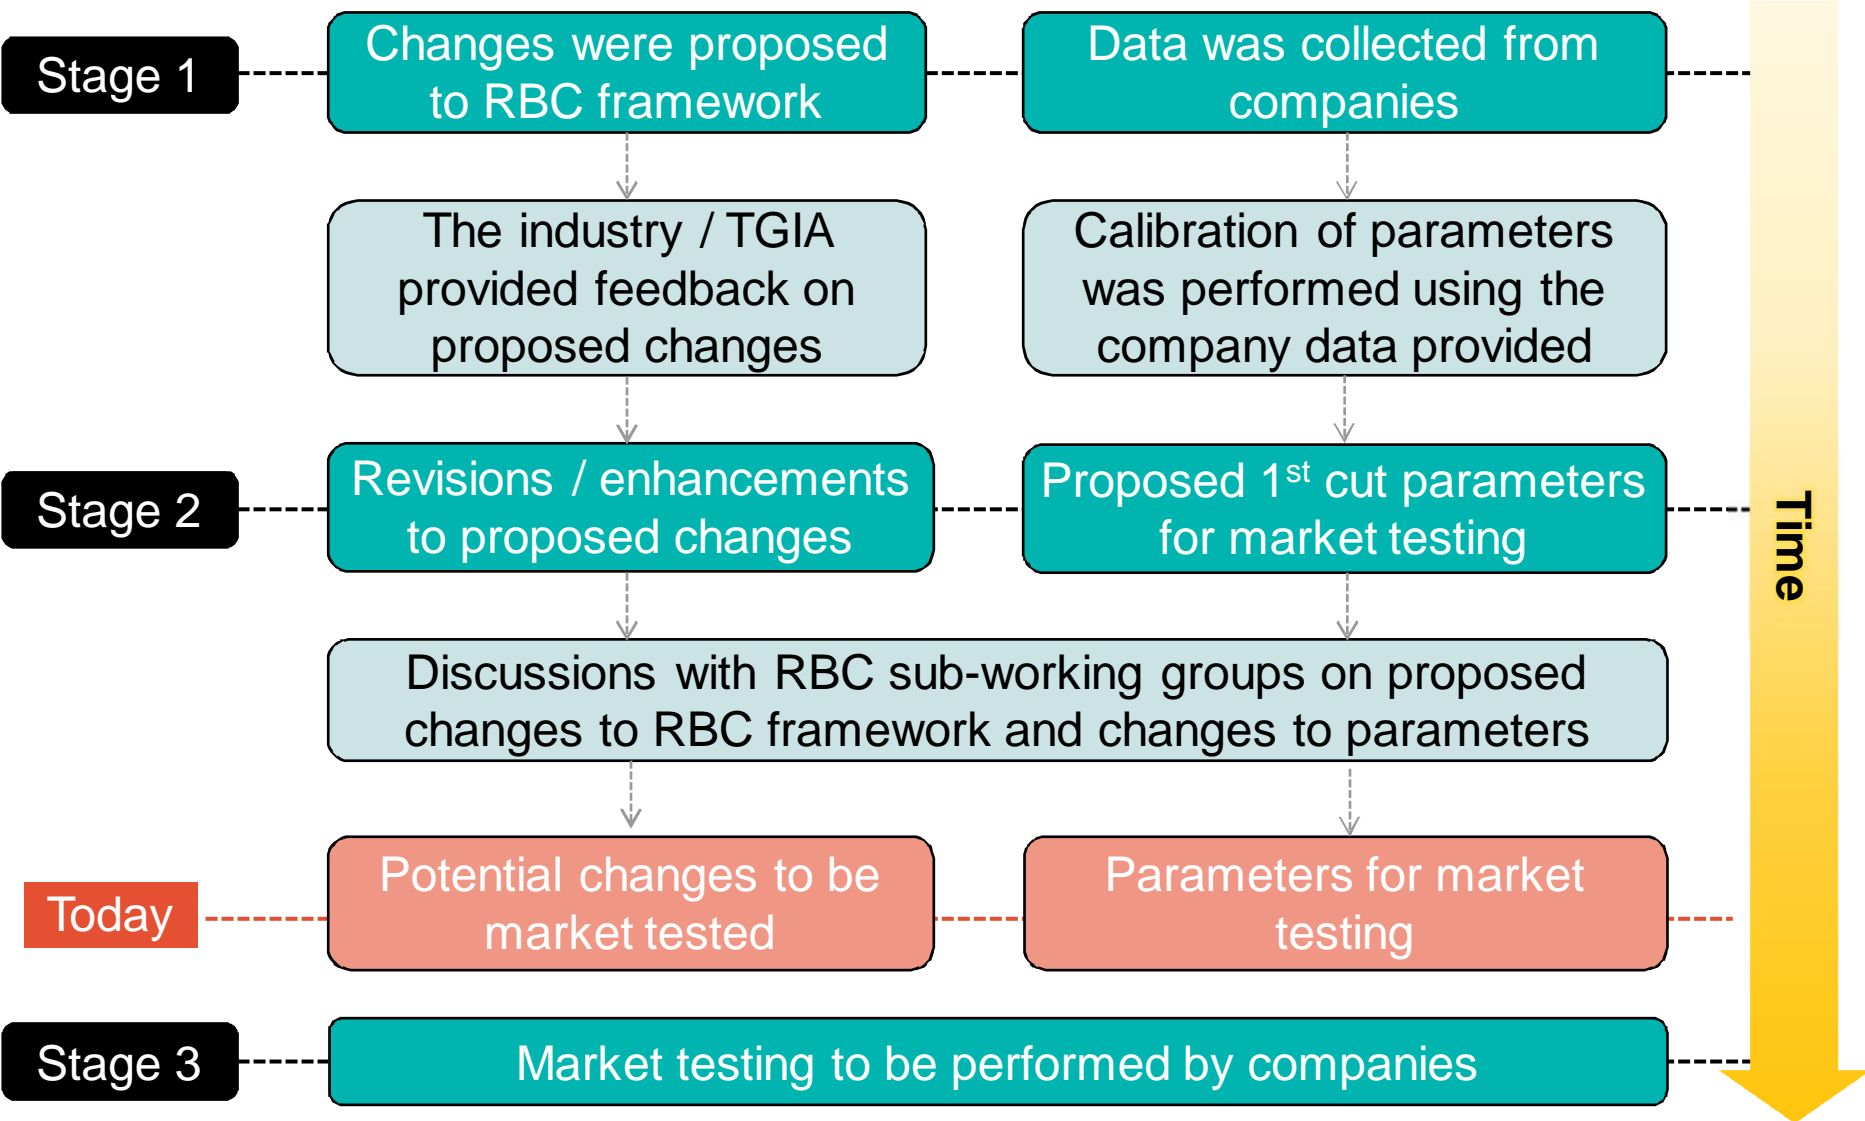 Stage 1
Changes were proposed
to RBC framework
Data was collected from
companies
The industry / TGIA
provided feedback on
proposed changes
Calibration of parameters
was performed using the
company data provided
Stage 2
Revisions / enhancements
to proposed changes
Proposed 1st cut parameters
for market testing
Time
Discussions with RBC sub-working groups on proposed
changes to RBC framework and changes to parameters
Today
Potential changes to be
market tested
Parameters for market
testing
Stage 3
Market testing to be performed by companies